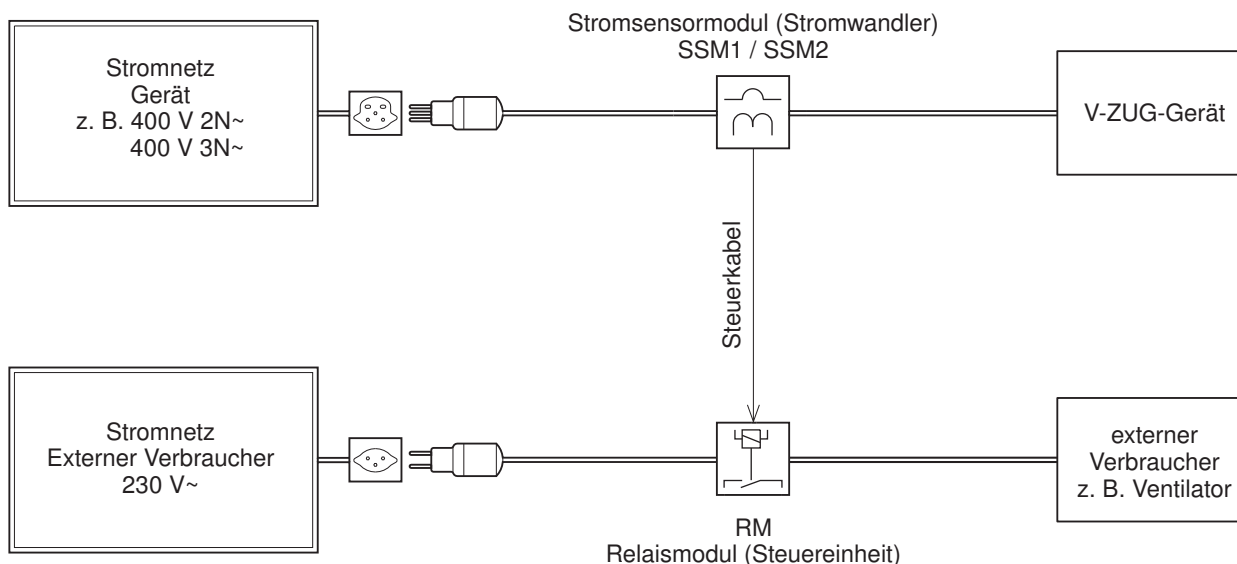 Stromsensormodul (Stromwandler)
SSM1 / SSM2
Stromnetz
Gerät
z. B. 400 V 2N~
400 V 3N~
V-ZUG-Gerät
Steuerkabel
Stromnetz
Externer Verbraucher
230 V~
externer
Verbraucher
z. B. Ventilator
RM
Relaismodul (Steuereinheit)